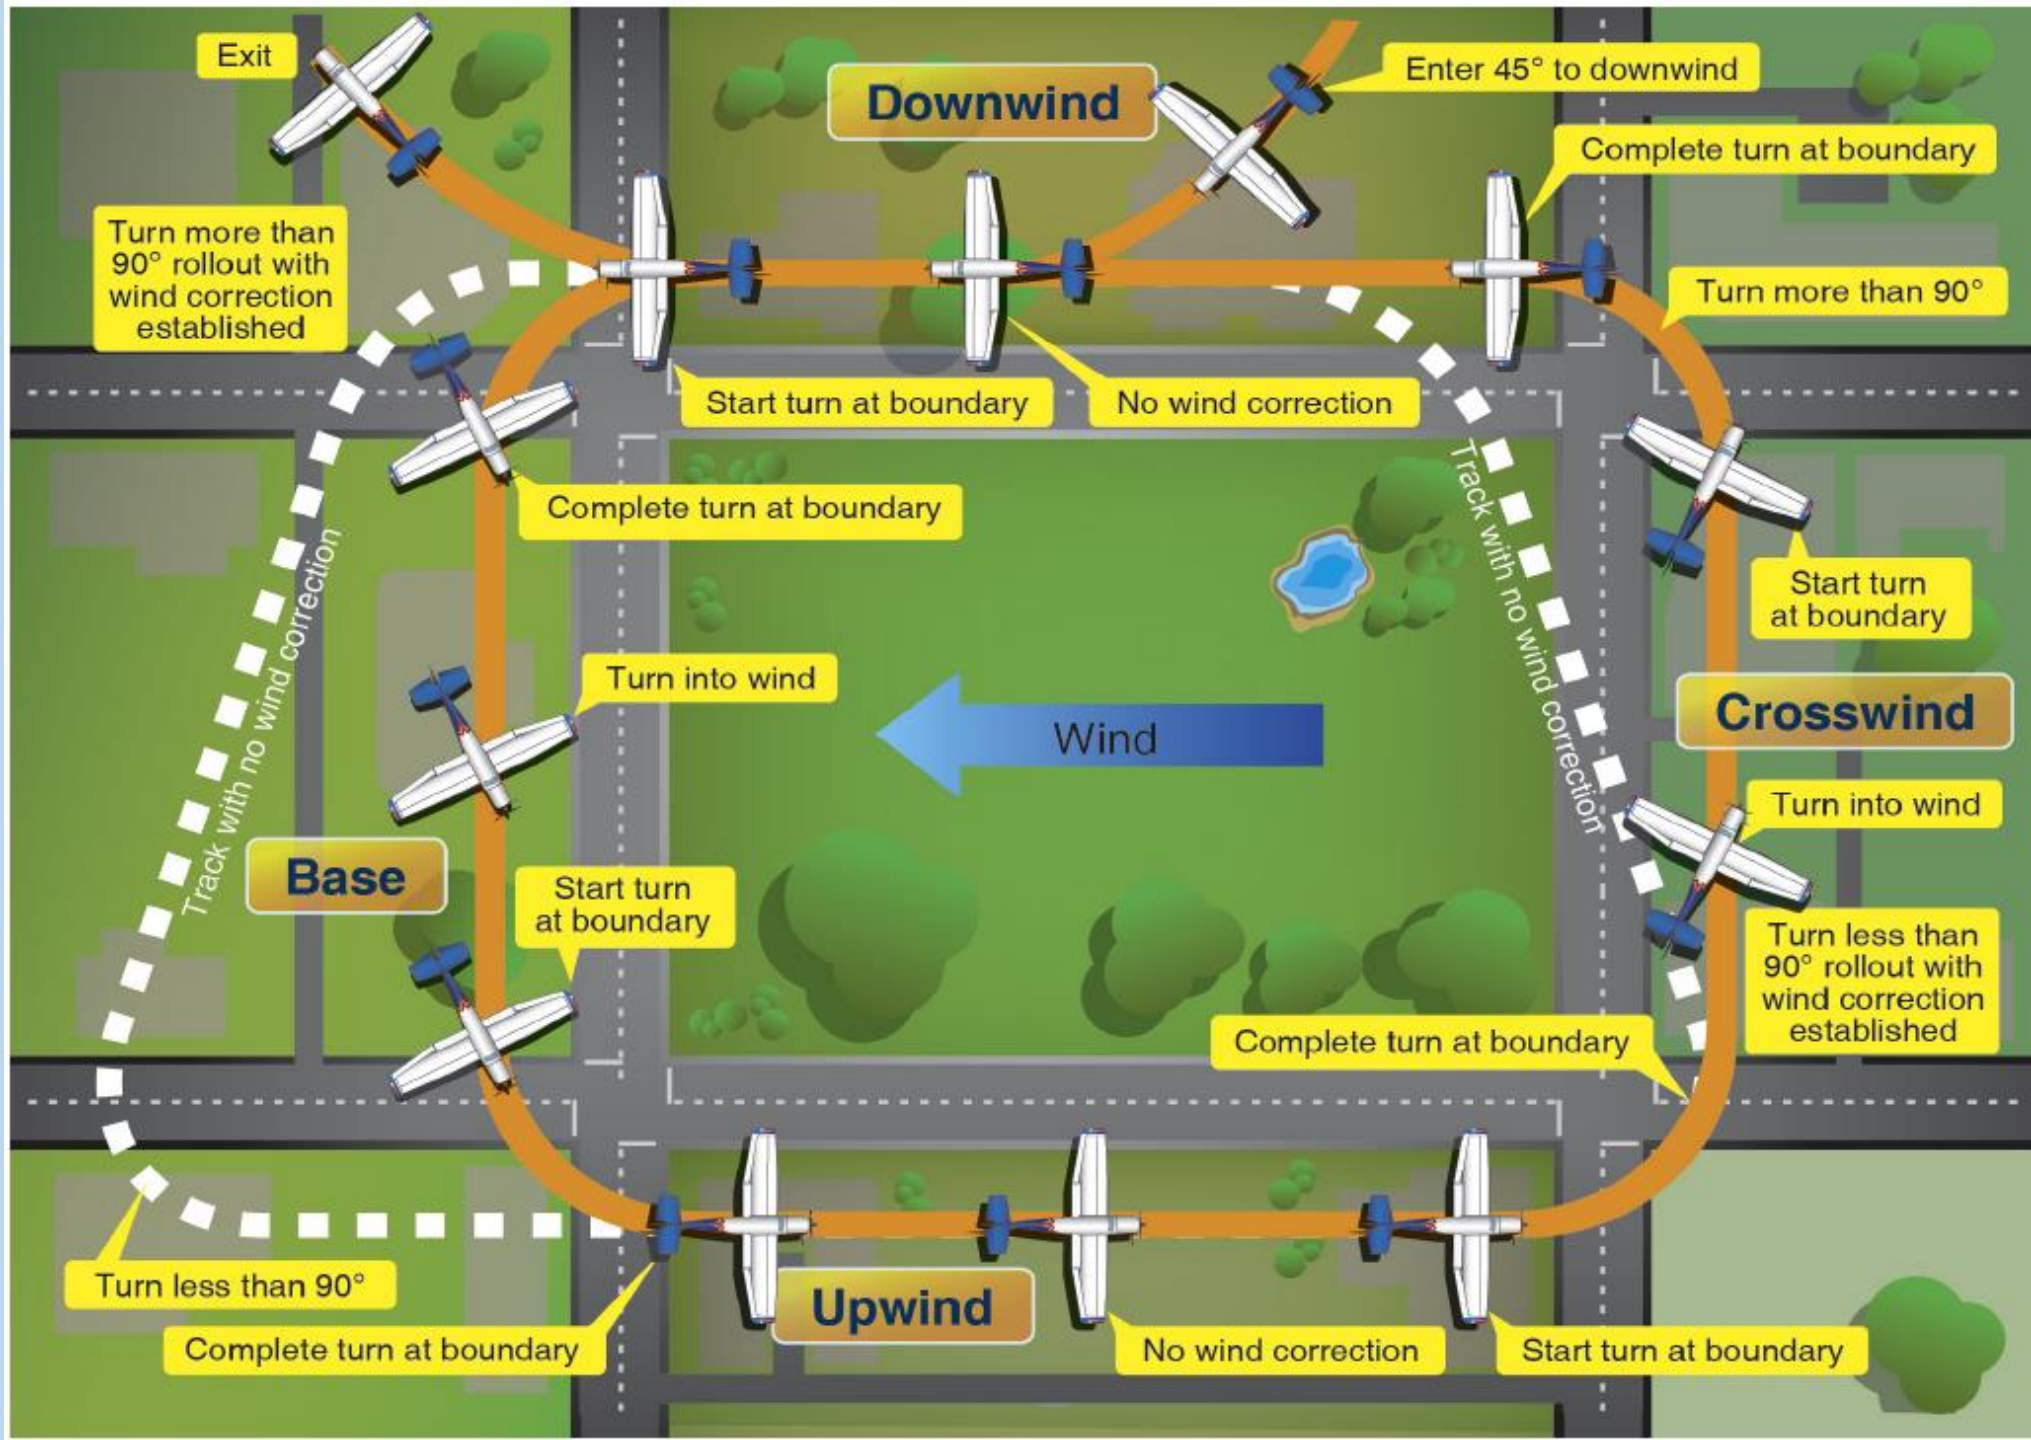 Exit
Downwind
Enter 45° to downwind
Complete turn at boundary
Turn more than
90° rollout with
wind correction
established
Turn more than 90°
Start turn at boundary
No wind correction
Complete turn at boundary
Track with no wind correction
Track with no wind correction
Start turn
at boundary
Turn into wind
Wind
Crosswind
Turn into wind
Base
Start turn
at boundary
Turn less than
90° rollout with
wind correction
established
Complete turn at boundary
Turn less than 90°
Upwind
Complete turn at boundary
No wind correction
Start turn at boundary